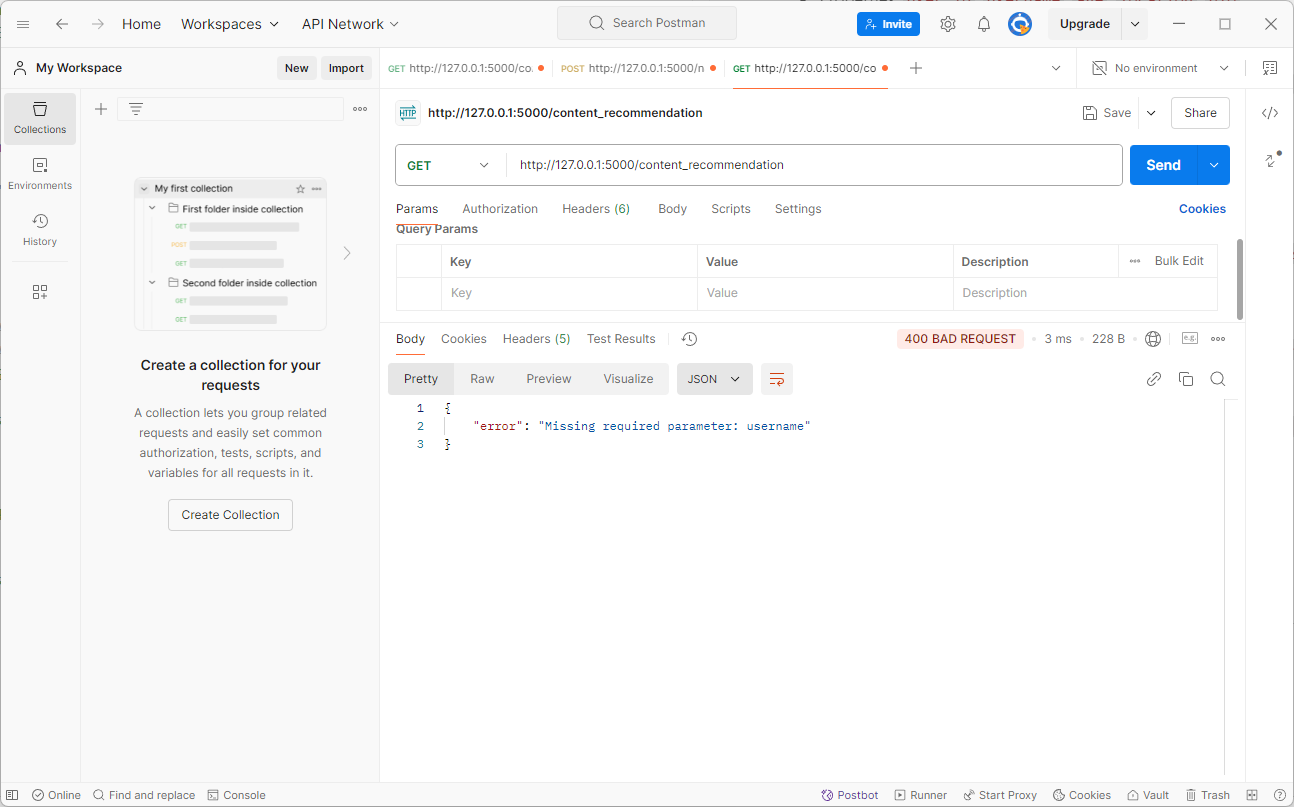 Home Workspaces API Network Search Postman Invite Upgrade
My Workspace New Import GET http://127.0.0.1:5000/co. POST http://127.0.0.1:5000/n GET http://127.0.0.1:5000/co No environment
Collections
Environments
History
My first collection
First folder inside collection
GET
POST
GET
Second folder inside collection
GET
GET
Create a collection for your
requests
A collection lets you group related
requests and easily set common
authorization, tests, scripts, and
variables for all requests in it.
Create Collection
HTTP http://127.0.0.1:5000/content_recommendation Save Share
GET http://127.0.0.1:5000/content_recommendation Send
Params Authorization Headers (6) Body Scripts Settings Cookies
Query Params
Key Value Description Bulk Edit
Key Value Description
Body Cookies Headers (5) Test Results 400 BAD REQUEST 3 ms 228 B e.g.
Pretty Raw Preview Visualize JSON
1 {
2 "error": "Missing required parameter: username"
3 }
Online Find and replace Console Postbot Runner Start Proxy Cookies Vault Trash